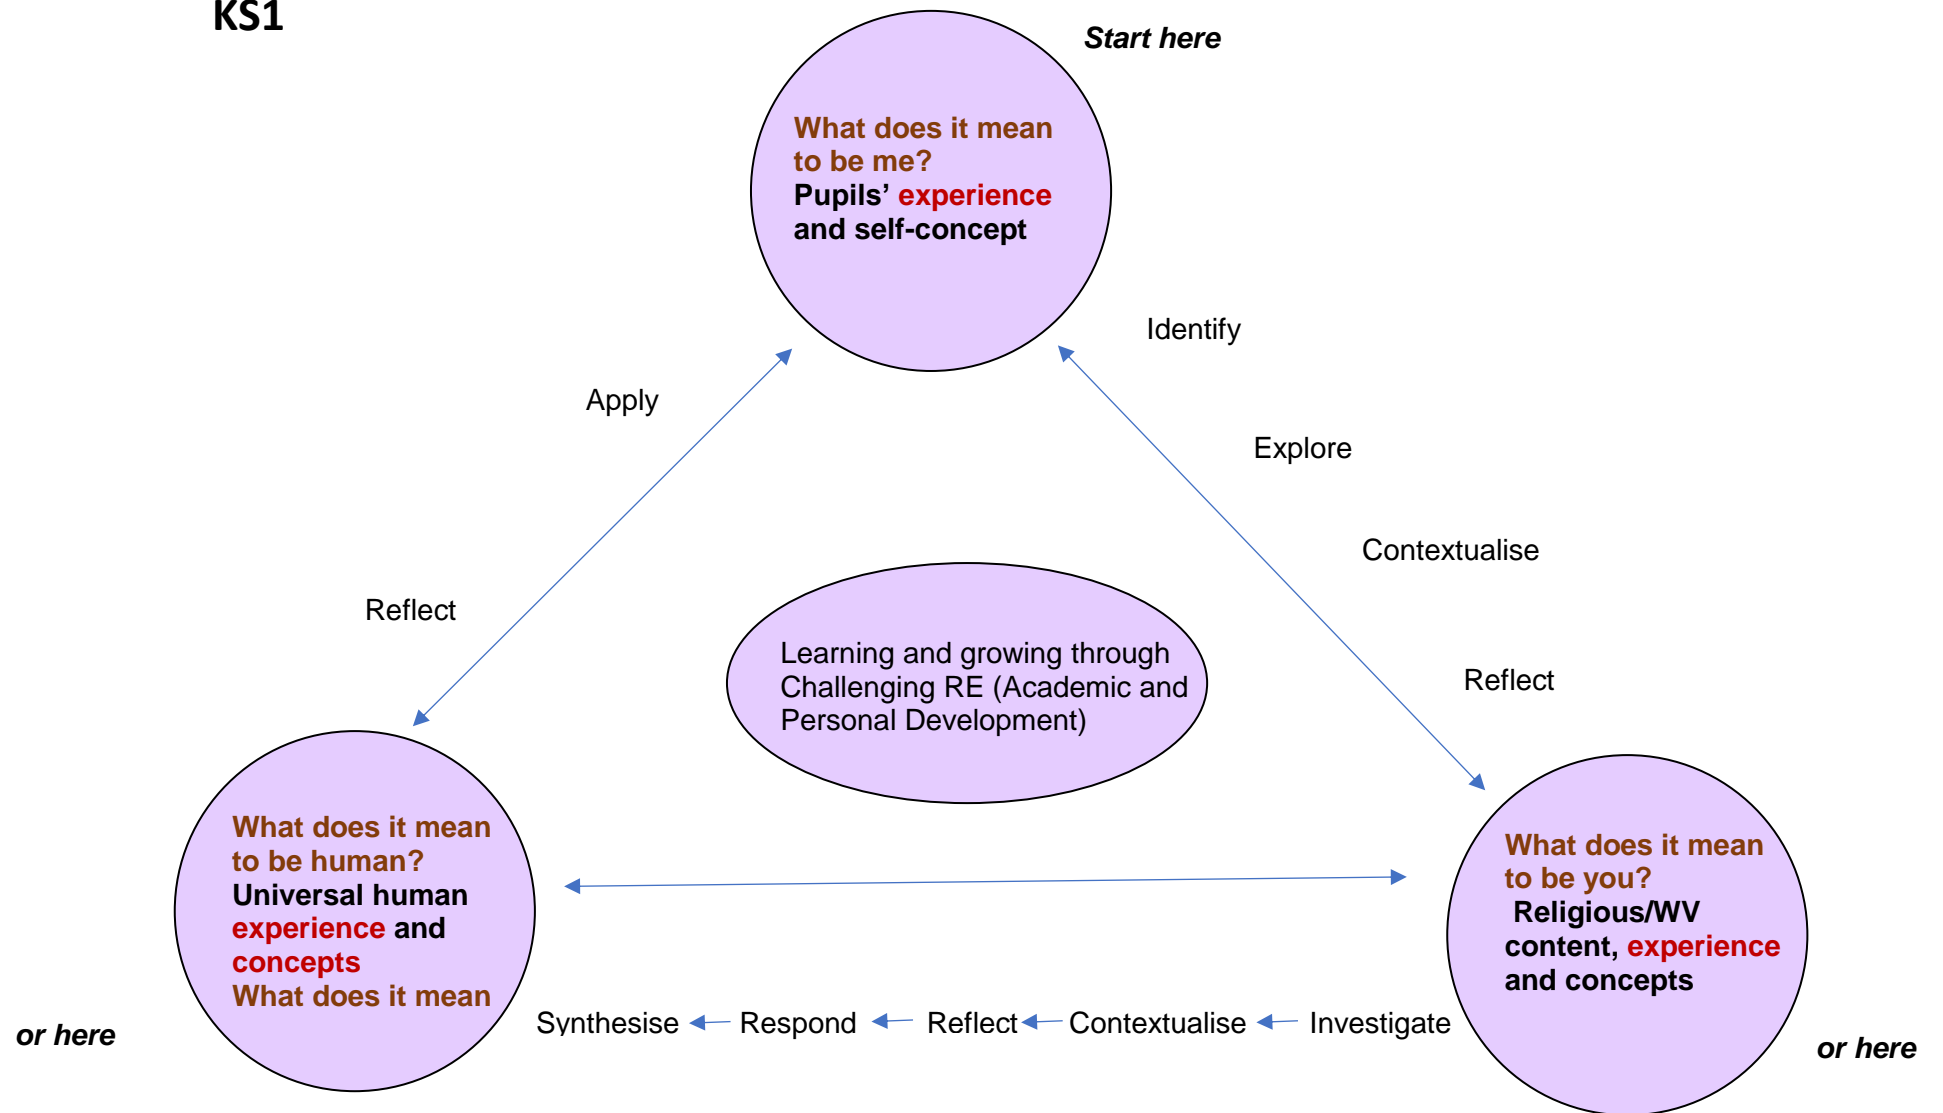 KS1
Start here
What does it mean
to be me?
Pupils’ experience
and self-concept
Identify
Apply
Explore
Contextualise
Reflect
Learning and growing through
Challenging RE (Academic and
Personal Development)
Reflect
What does it mean
to be human?
Universal human
experience and
concepts
What does it mean
What does it mean
to be you?
Religious/WV
content, experience
and concepts
Synthesise Respond Reflect Contextualise Investigate
or here
or here